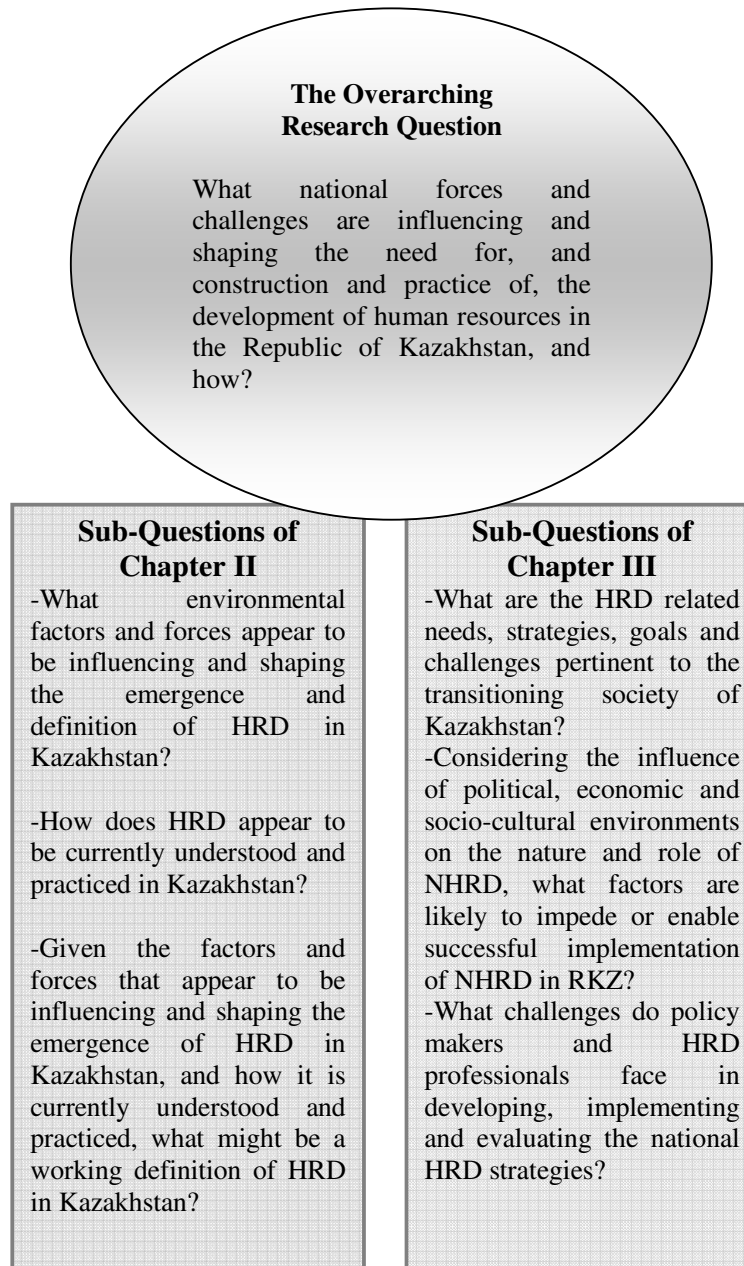 The Overarching
Research Question
What national forces and
challenges are influencing and
shaping the need for, and
construction and practice of, the
development of human resources in
the Republic of Kazakhstan, and
how?
Sub-Questions of
Chapter II
-What environmental
factors and forces appear to
be influencing and shaping
the emergence and
definition of HRD in
Kazakhstan?
-How does HRD appear to
be currently understood and
practiced in Kazakhstan?
-Given the factors and
forces that appear to be
influencing and shaping the
emergence of HRD in
Kazakhstan, and how it is
currently understood and
practiced, what might be a
working definition of HRD
in Kazakhstan?
Sub-Questions of
Chapter III
-What are the HRD related
needs, strategies, goals and
challenges pertinent to the
transitioning society of
Kazakhstan?
-Considering the influence
of political, economic and
socio-cultural environments
on the nature and role of
NHRD, what factors are
likely to impede or enable
successful implementation
of NHRD in RKZ?
-What challenges do policy
makers and HRD
professionals face in
developing, implementing
and evaluating the national
HRD strategies?